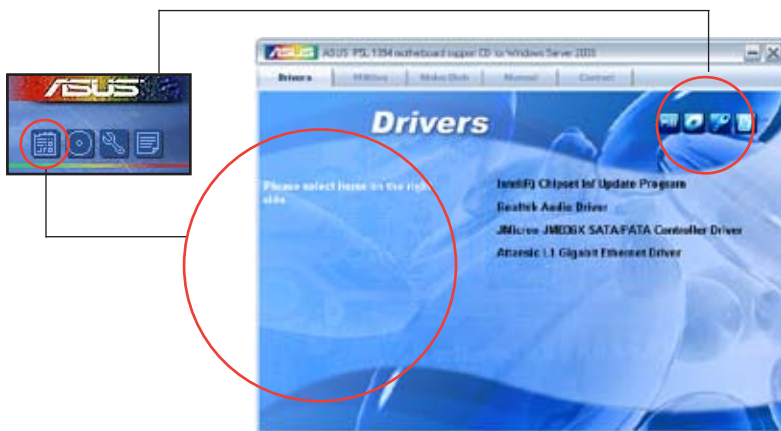 ASUS
ASUS P5L 1394 motherboard support CD for Windows Server 2003
Drivers Utilities Make Disk Manual Contact
ASUS
Drivers
Please select items on the right
side
Intel(R) Chipset Inf Update Program
Realtek Audio Driver
JMicron JMB36X SATA/PATA Controller Driver
Attansic L1 Gigabit Ethernet Driver